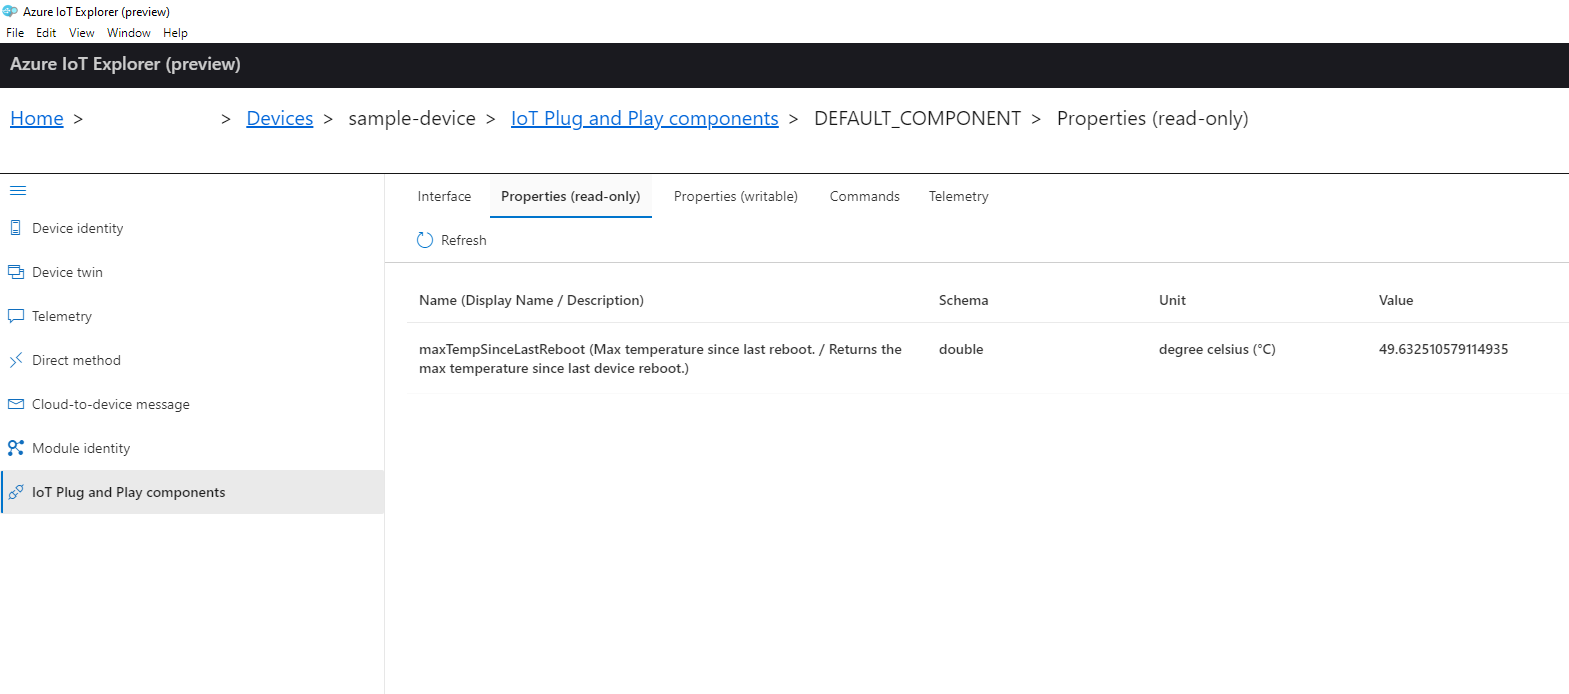 Azure IoT Explorer (preview)
File Edit View Window Help
Azure IoT Explorer (preview)
Home > > Devices > sample-device > IoT Plug and Play components > DEFAULT_COMPONENT > Properties (read-only)
Device identity
Device twin
Telemetry
Direct method
Cloud-to-device message
Module identity
IoT Plug and Play components
Interface Properties (read-only) Properties (writable) Commands Telemetry
Refresh
Name (Display Name / Description) Schema Unit Value
maxTempSinceLastReboot (Max temperature since last reboot. / Returns the double degree celsius (°C) 49.632510579114935
max temperature since last device reboot.)